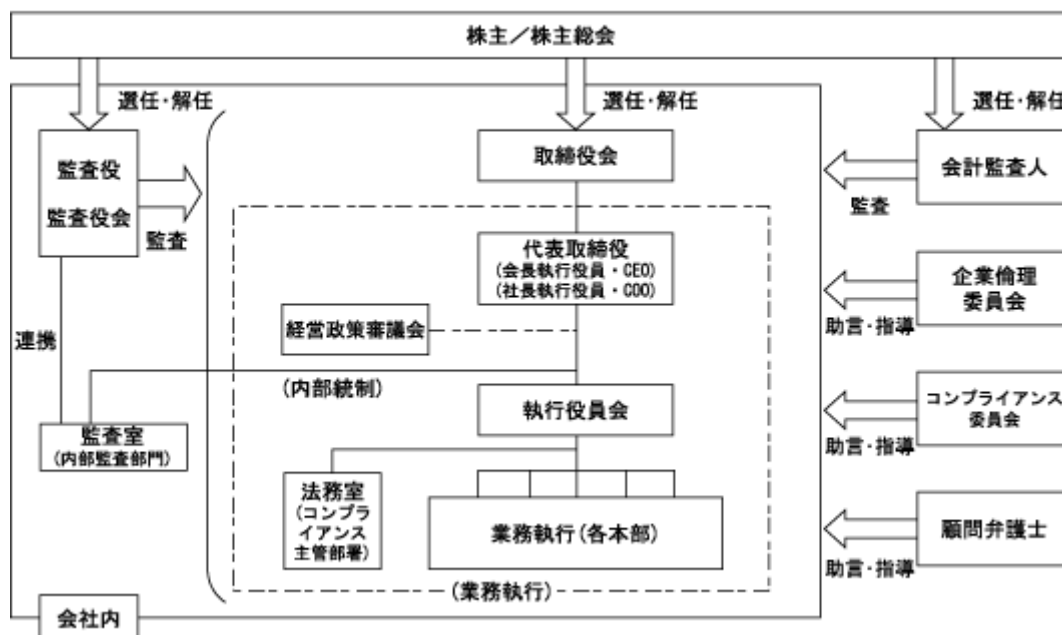 株主／株主総会
選任・解任
選任・解任
選任・解任
監査役
監査役会
取締役会
会計監査人
監査
監査
代表取締役
(会長執行役員・CEO)
(社長執行役員・COO)
企業倫理
委員会
助言・指導
経営政策審議会
連携
(内部統制)
執行役員会
コンプライアンス
委員会
助言・指導
監査室
(内部監査部門)
法務室
(コンプラ
イアンス
主管部署)
業務執行(各本部)
顧問弁護士
助言・指導
(業務執行)
会社内